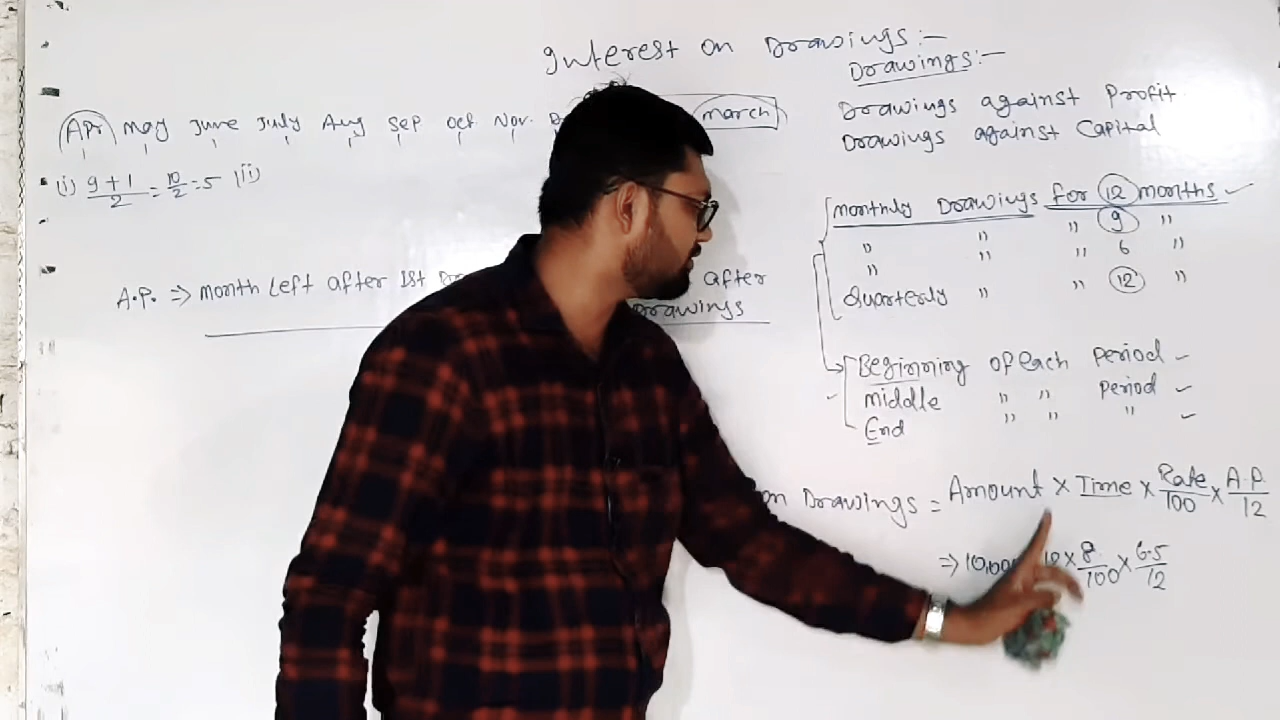 Interest on Drawings:-
Drawings:-
Drawings against Profit
Drawings against Capital
Apr May June July Aug Sep Oct Nov. march
(i) 9+1/2 = 10/2 = 5 (ii)
A.P. ⇒ month Left after 1st after
Drawings
monthly Drawings for 12 months ✓
" " " 9 "
" " " 6 "
Quarterly " " 12 "
Beginning of each Period
middle " " Period
End " " "
on Drawings = Amount × Time × Rate/100 × A.P./12
⇒ × 8/100 × 6.5/12